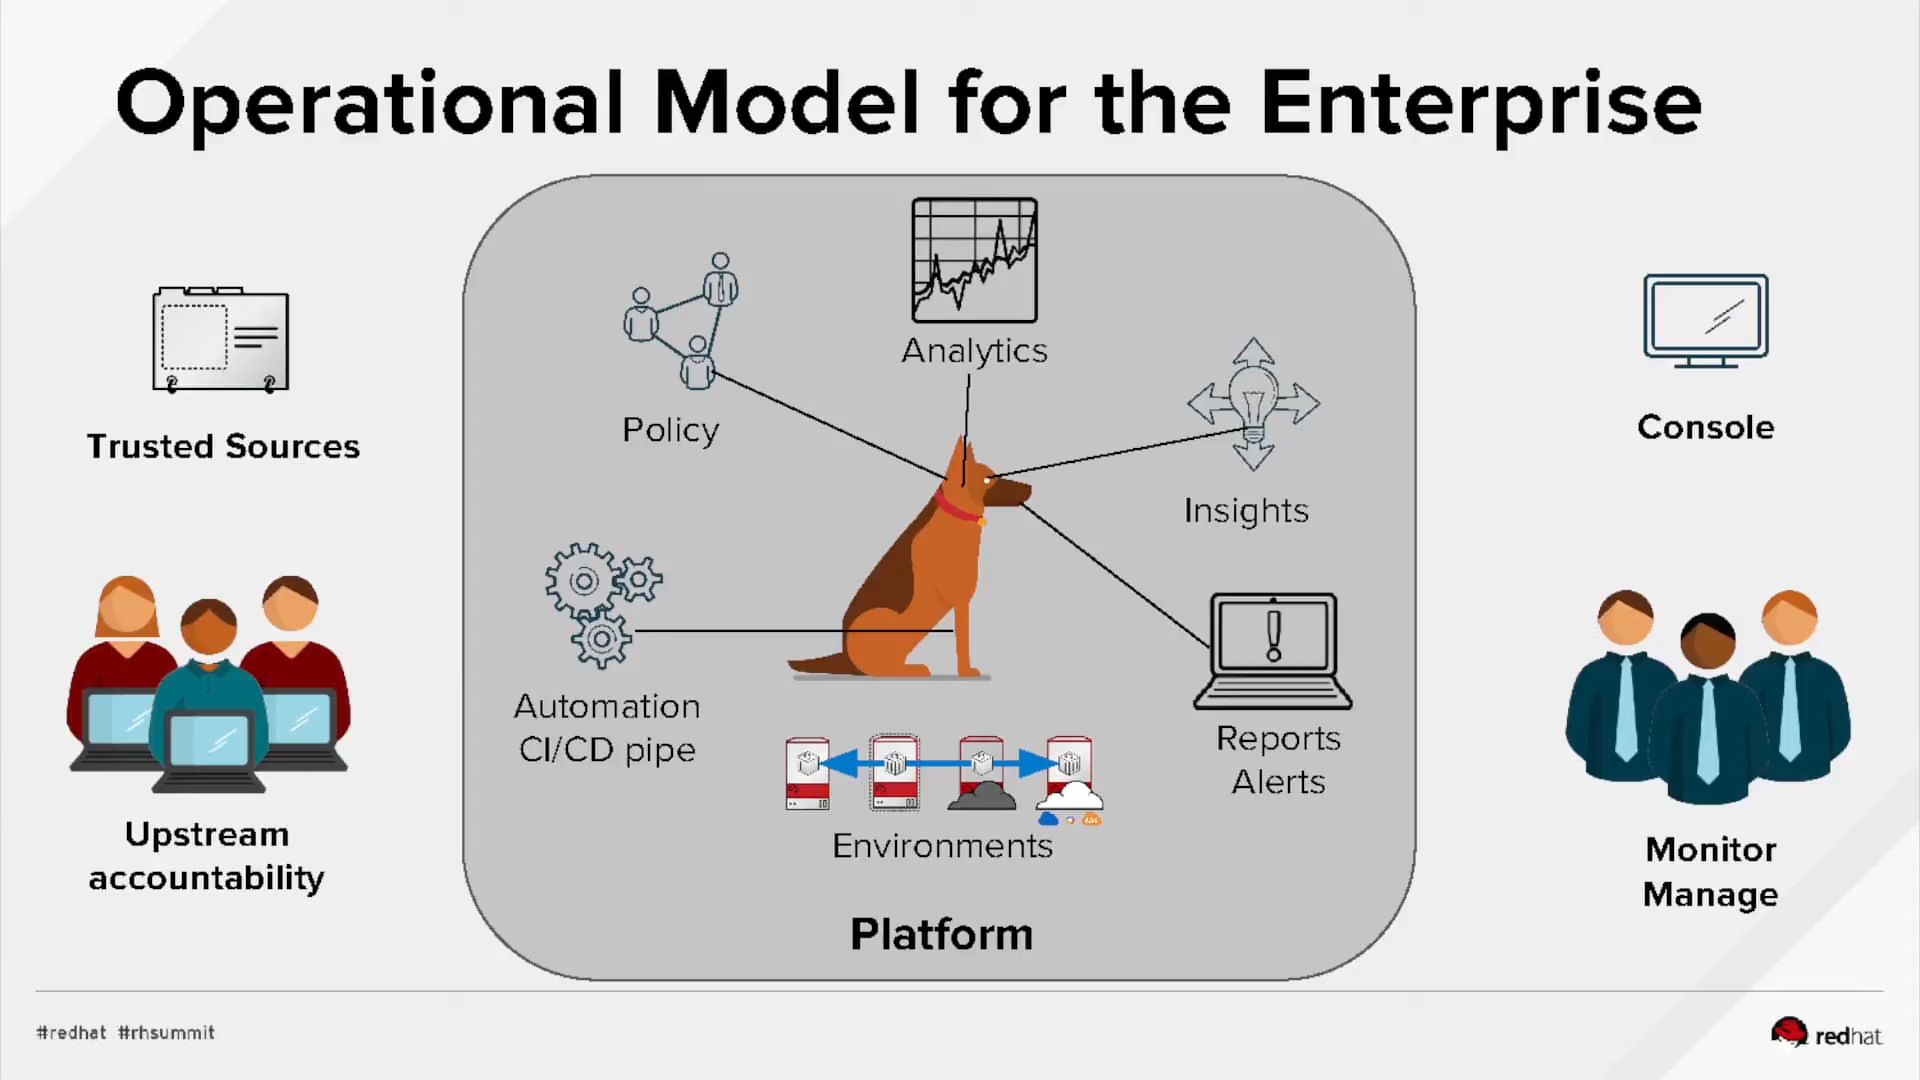 Operational Model for the Enterprise
Trusted Sources
Upstream
accountability
Policy
Analytics
Insights
Automation
CI/CD pipe
Reports
Alerts
Environments
Platform
Console
Monitor
Manage
#redhat #rhsummit
redhat